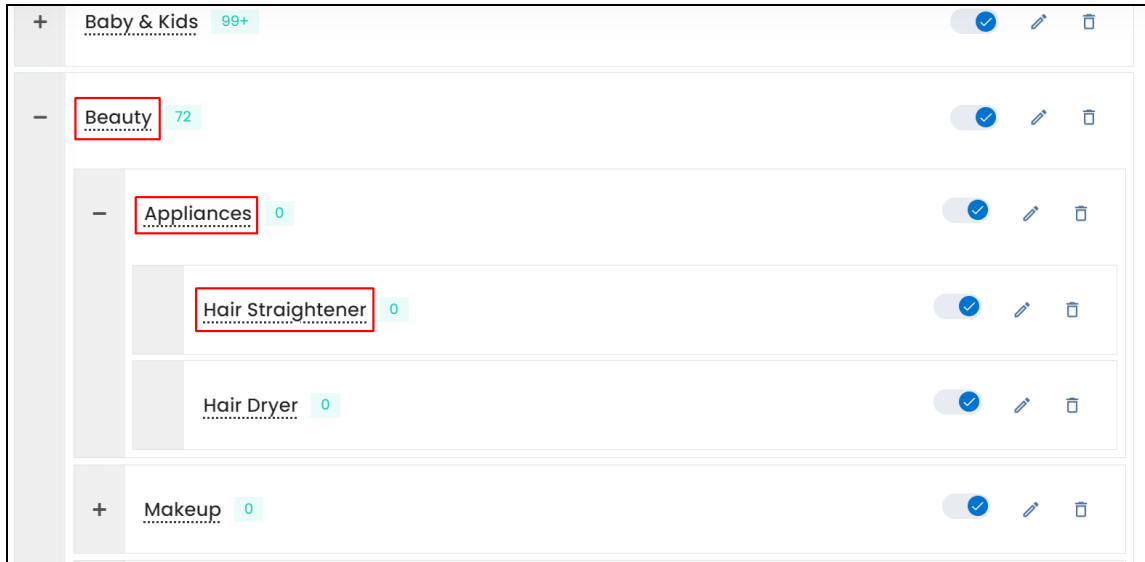 Baby & Kids 99+
Beauty 72
Appliances 0
Hair Straightener 0
Hair Dryer 0
Makeup 0